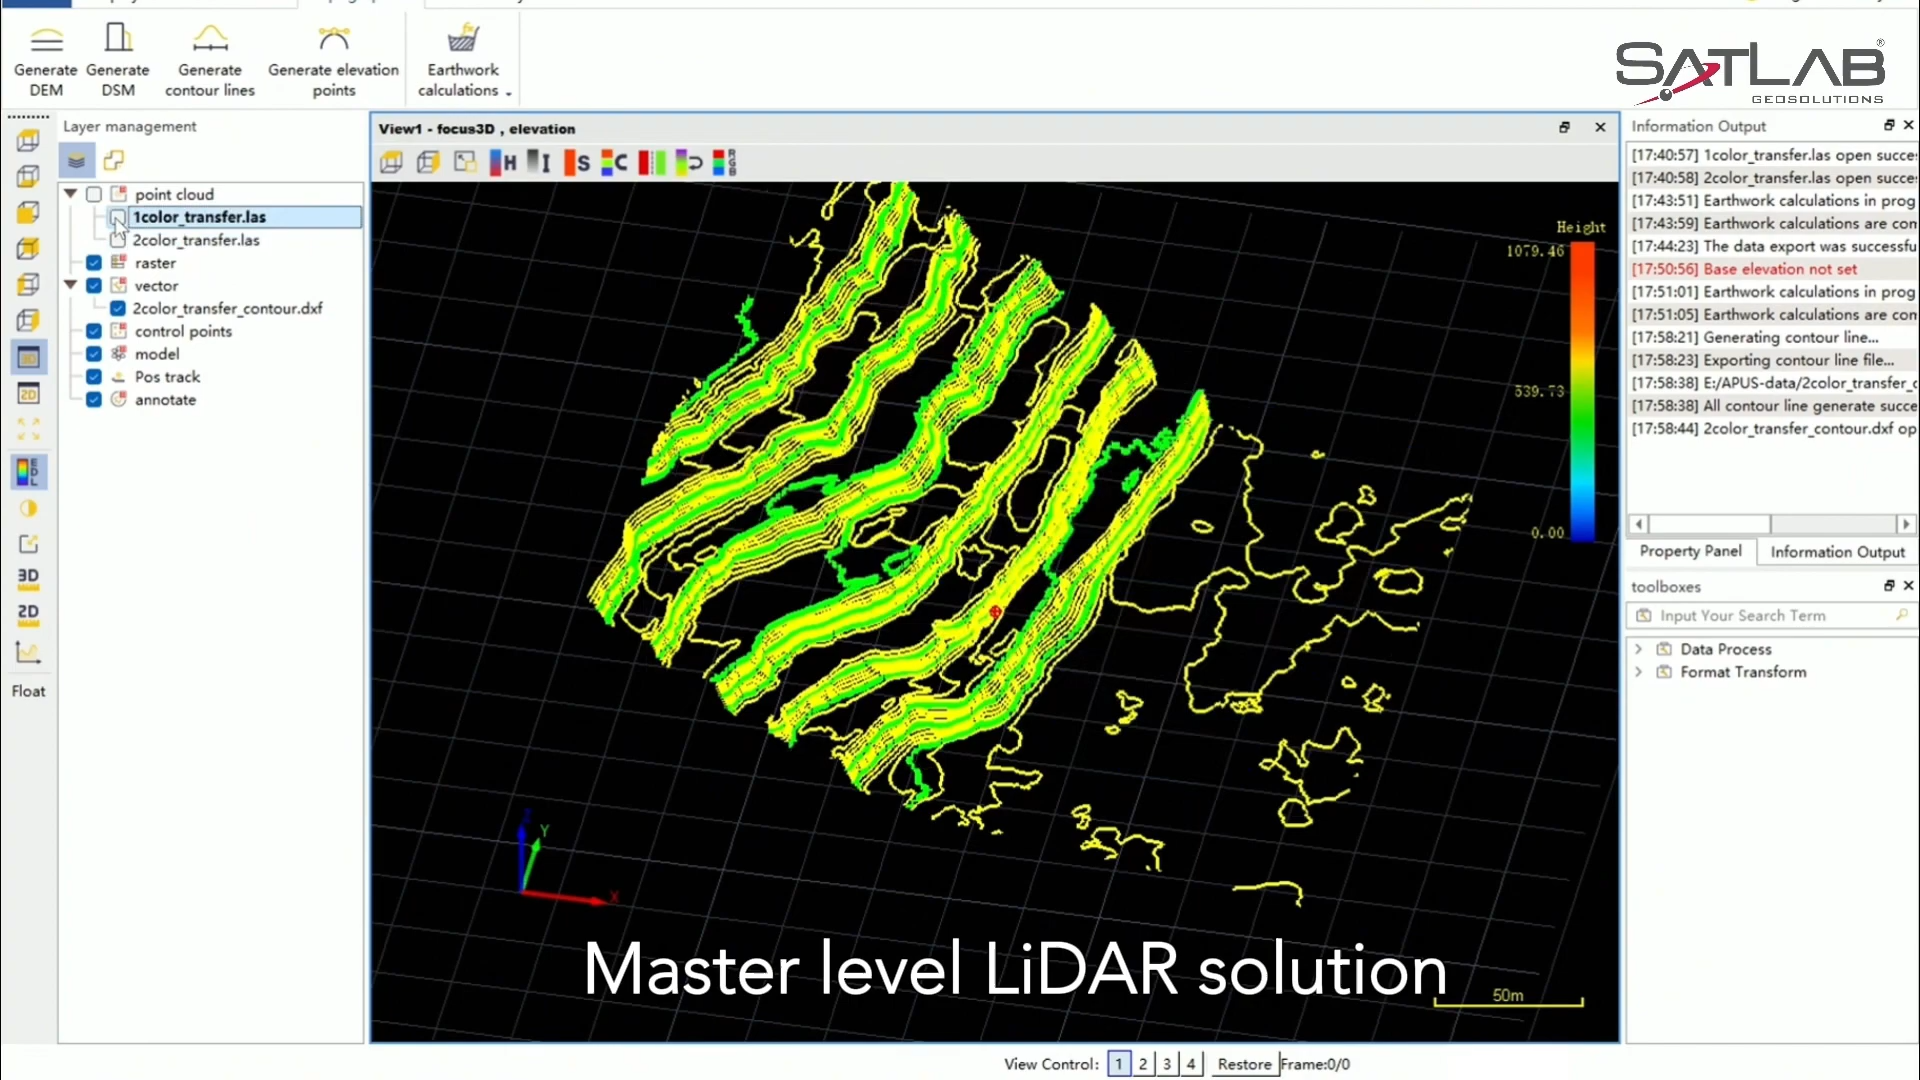 Generate
DEM
Generate
DSM
Generate
contour lines
Generate elevation
points
Earthwork
calculations
SATLAB
GEOSOLUTIONS
Layer management
View1 - focus3D , elevation
Information Output
H
I
S
C
RGB
point cloud
1color_transfer.las
2color_transfer.las
raster
vector
2color_transfer_contour.dxf
control points
model
Pos track
annotate
2D
EDL
3D
2D
Float
Height
1079.46
539.73
0.00
Z
Y
X
50m
Master level LiDAR solution
[17:40:57] 1color_transfer.las open succe
[17:40:58] 2color_transfer.las open succe
[17:43:51] Earthwork calculations in prog
[17:43:59] Earthwork calculations are con
[17:44:23] The data export was successfu
[17:50:56] Base elevation not set
[17:51:01] Earthwork calculations in prog
[17:51:05] Earthwork calculations are con
[17:58:21] Generating contour line...
[17:58:23] Exporting contour line file...
[17:58:38] E:/APUS-data/2color_transfer_c
[17:58:38] All contour line generate succe
[17:58:44] 2color_transfer_contour.dxf op
Property Panel
Information Output
toolboxes
Input Your Search Term
Data Process
Format Transform
View Control: 1 2 3 4 Restore Frame:0/0